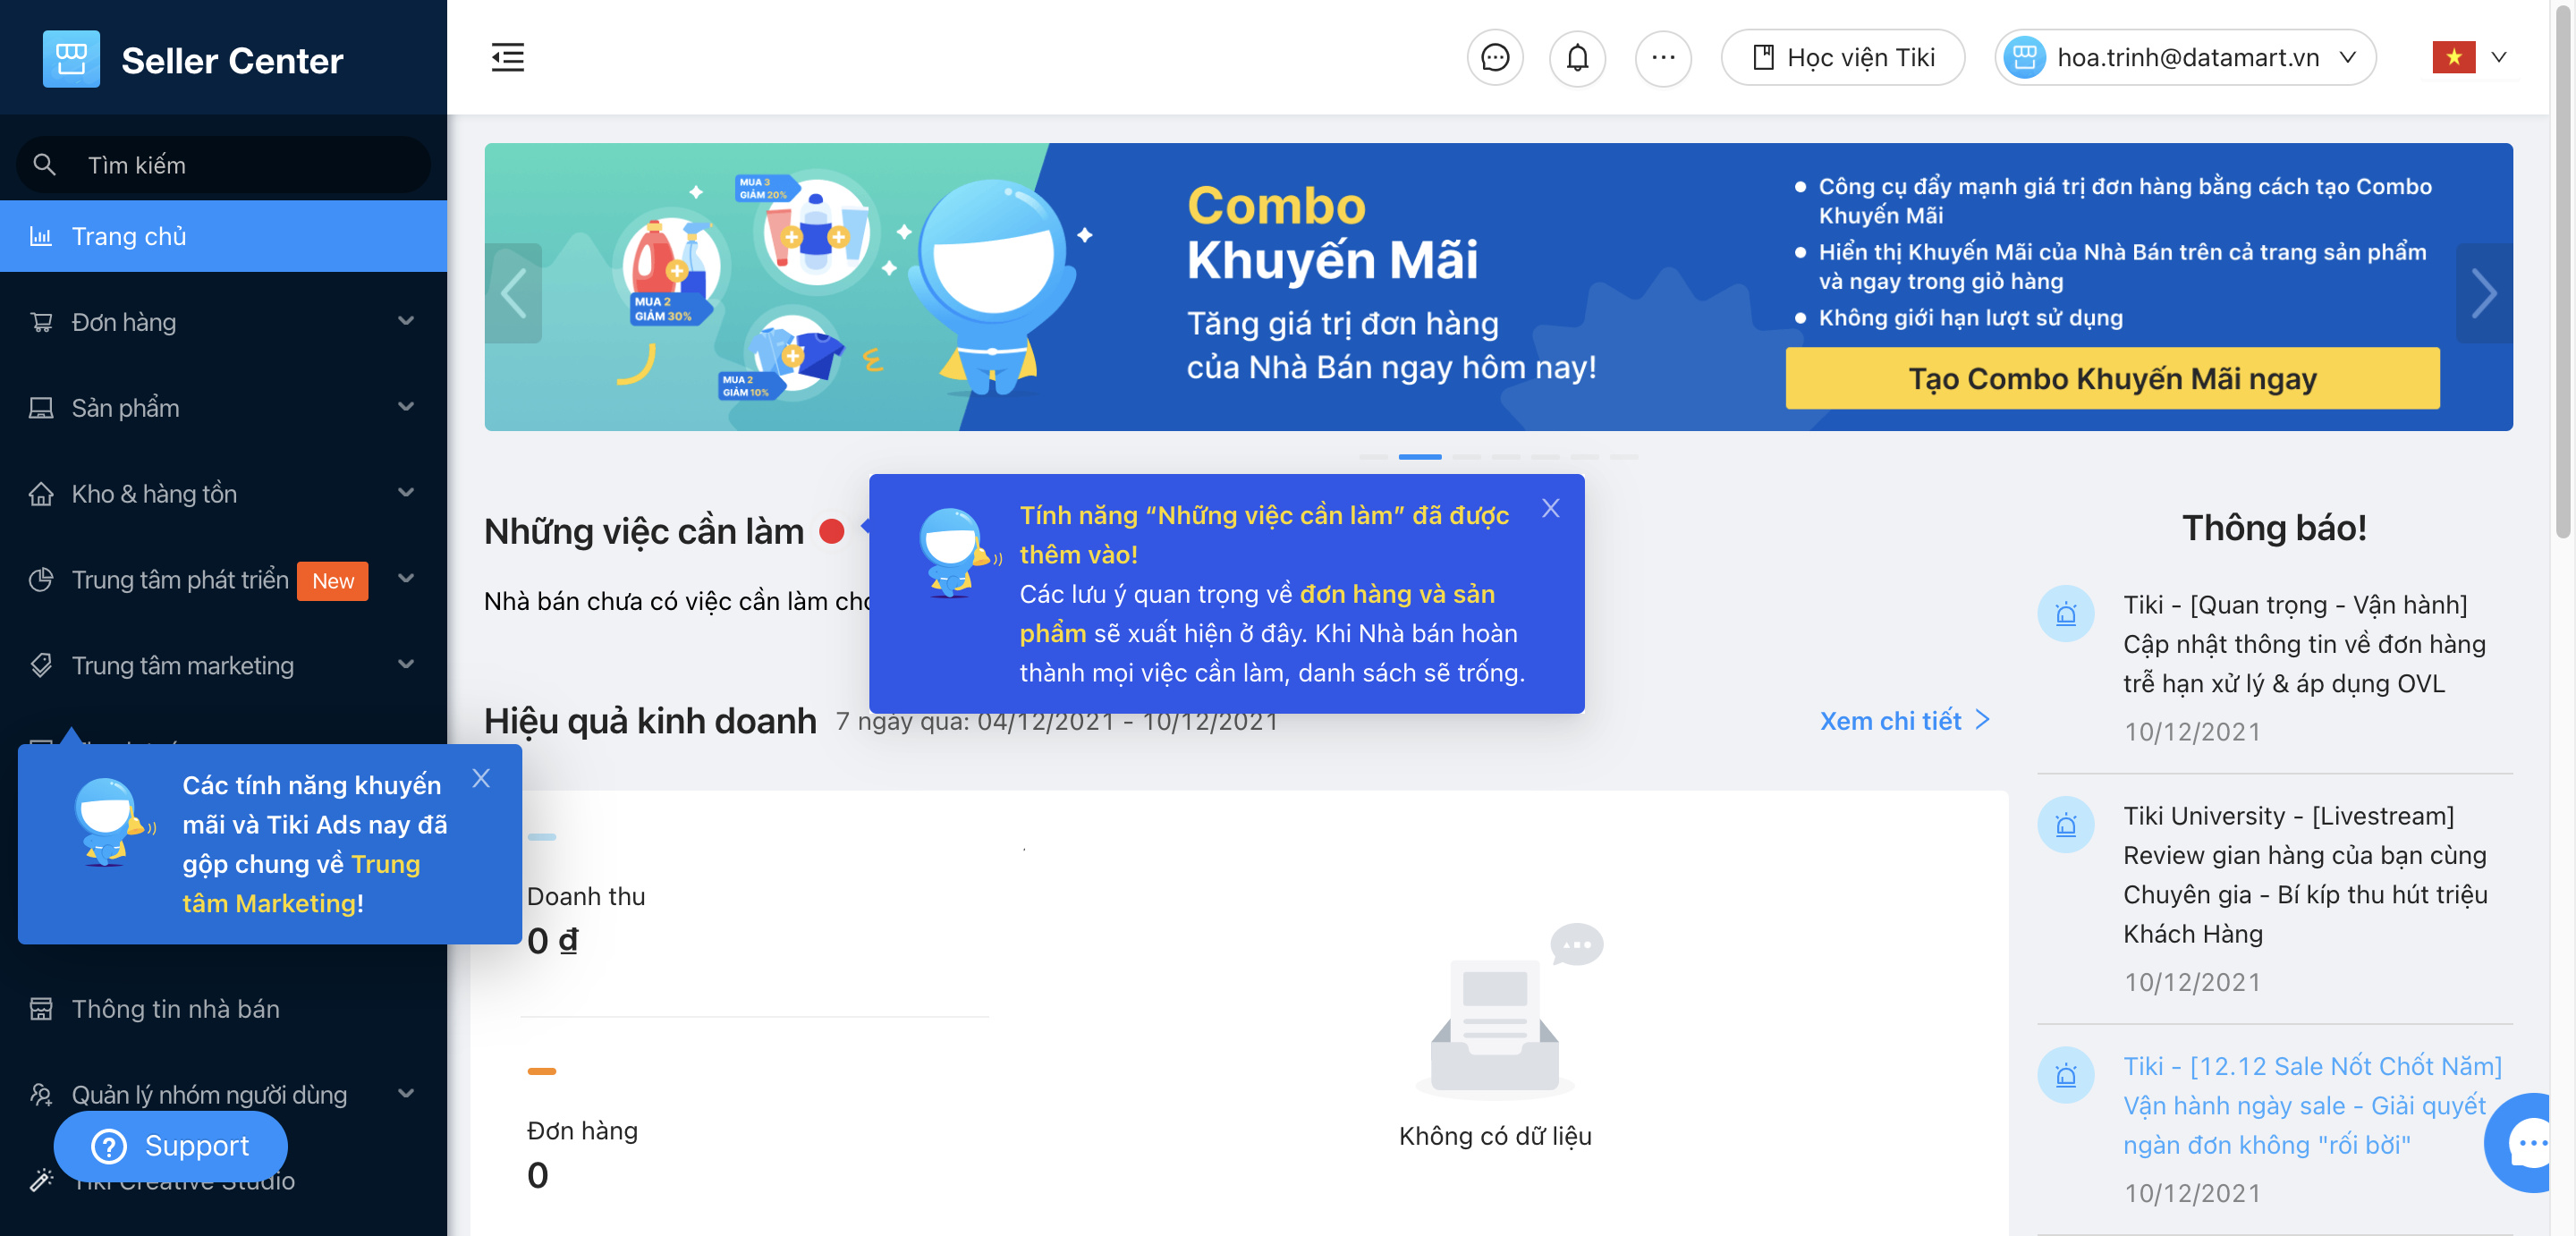 Seller Center
Học viện Tiki
hoa.trinh@datamart.vn
Tìm kiếm
Trang chủ
Đơn hàng
Sản phẩm
Kho & hàng tồn
Trung tâm phát triển New
Trung tâm marketing
Các tính năng khuyến
mãi và Tiki Ads nay đã
gộp chung về Trung
tâm Marketing!
Thông tin nhà bán
Quản lý nhóm người dùng
Support
Tiki Creative Studio
MUA 3
GIẢM 20%
MUA 2
GIẢM 30%
MUA 2
GIẢM 10%
Combo
Khuyến Mãi
Tăng giá trị đơn hàng
của Nhà Bán ngay hôm nay!
Công cụ đẩy mạnh giá trị đơn hàng bằng cách tạo Combo
Khuyến Mãi
Hiển thị Khuyến Mãi của Nhà Bán trên cả trang sản phẩm
và ngay trong giỏ hàng
Không giới hạn lượt sử dụng
Tạo Combo Khuyến Mãi ngay
Những việc cần làm
Nhà bán chưa có việc cần làm
Tính năng “Những việc cần làm” đã được
thêm vào!
Các lưu ý quan trọng về đơn hàng và sản
phẩm sẽ xuất hiện ở đây. Khi Nhà bán hoàn
thành mọi việc cần làm, danh sách sẽ trống.
Hiệu quả kinh doanh 7 ngày qua: 04/12/2021 - 10/12/2021
Xem chi tiết
Doanh thu
0 ₫
Đơn hàng
0
Không có dữ liệu
Thông báo!
Tiki - [Quan trọng - Vận hành]
Cập nhật thông tin về đơn hàng
trễ hạn xử lý & áp dụng OVL
10/12/2021
Tiki University - [Livestream]
Review gian hàng của bạn cùng
Chuyên gia - Bí kíp thu hút triệu
Khách Hàng
10/12/2021
Tiki - [12.12 Sale Nốt Chốt Năm]
Vận hành ngày sale - Giải quyết
ngàn đơn không "rối bời"
10/12/2021